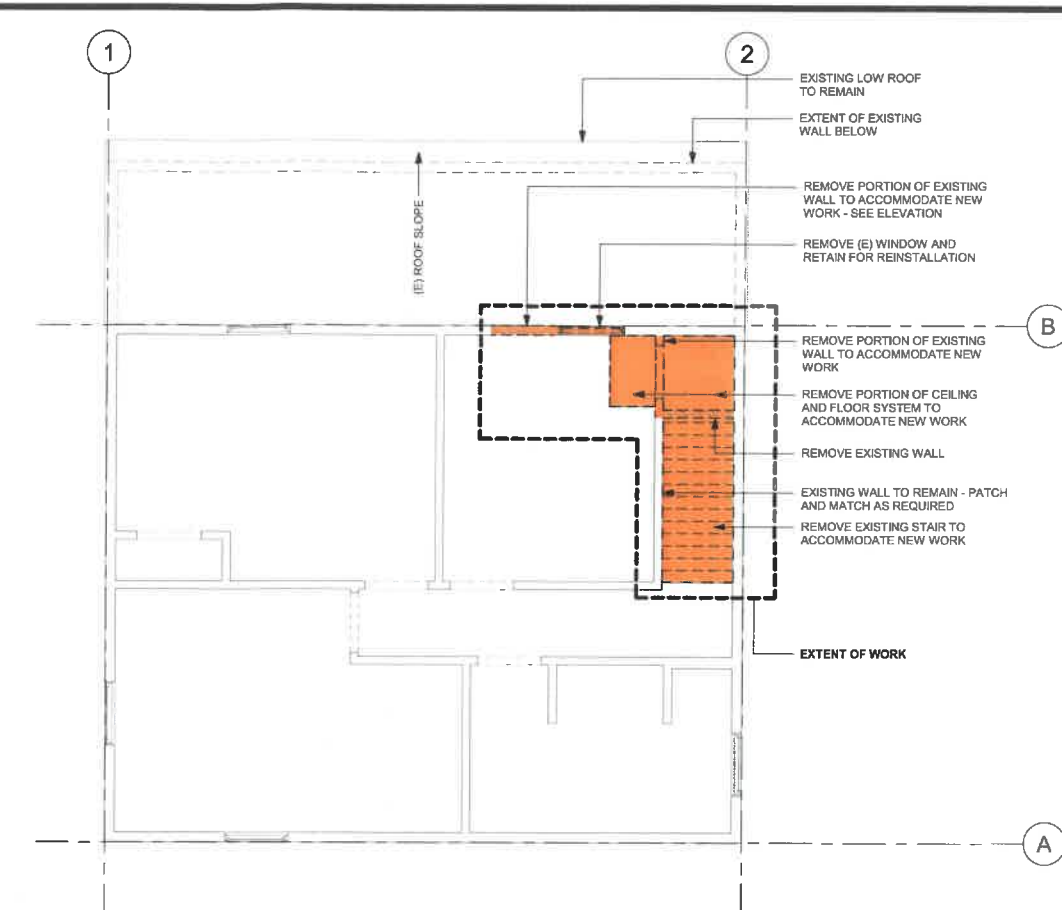 1
2
EXISTING LOW ROOF
TO REMAIN
EXTENT OF EXISTING
WALL BELOW
REMOVE PORTION OF EXISTING
WALL TO ACCOMMODATE NEW
WORK - SEE ELEVATION
(E) ROOF SLOPE
REMOVE (E) WINDOW AND
RETAIN FOR REINSTALLATION
B
REMOVE PORTION OF EXISTING
WALL TO ACCOMMODATE NEW
WORK
REMOVE PORTION OF CEILING
AND FLOOR SYSTEM TO
ACCOMMODATE NEW WORK
REMOVE EXISTING WALL
EXISTING WALL TO REMAIN - PATCH
AND MATCH AS REQUIRED
REMOVE EXISTING STAIR TO
ACCOMMODATE NEW WORK
EXTENT OF WORK
A